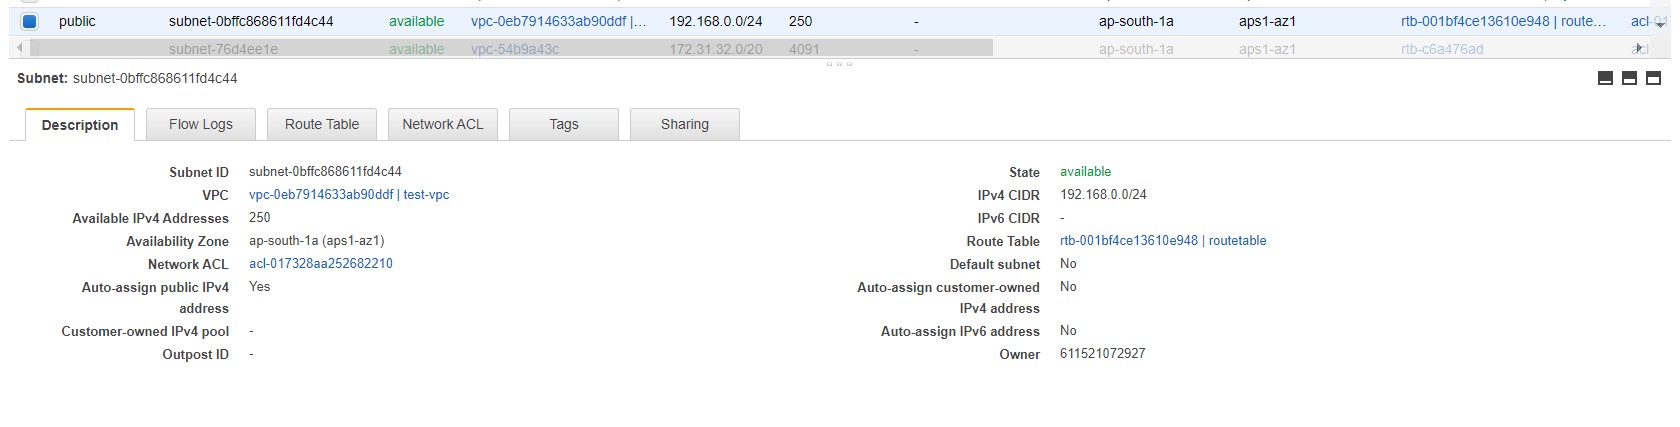 public subnet-0bffc868611fd4c44 available vpc-0eb7914633ab90ddf |... 192.168.0.0/24 250 - ap-south-1a aps1-az1 rtb-001bf4ce13610e948 | route... acl-017
subnet-76d4ee1e available vpc-54b9a43c 172.31.32.0/20 4091 - ap-south-1a aps1-az1 rtb-c6a476ad acl
Subnet: subnet-0bffc868611fd4c44
Description Flow Logs Route Table Network ACL Tags Sharing
Subnet ID subnet-0bffc868611fd4c44 State available
VPC vpc-0eb7914633ab90ddf | test-vpc IPv4 CIDR 192.168.0.0/24
Available IPv4 Addresses 250 IPv6 CIDR -
Availability Zone ap-south-1a (aps1-az1) Route Table rtb-001bf4ce13610e948 | routetable
Network ACL acl-017328aa252682210 Default subnet No
Auto-assign public IPv4 Yes Auto-assign customer-owned No
address IPv4 address
Customer-owned IPv4 pool - Auto-assign IPv6 address No
Outpost ID - Owner 611521072927